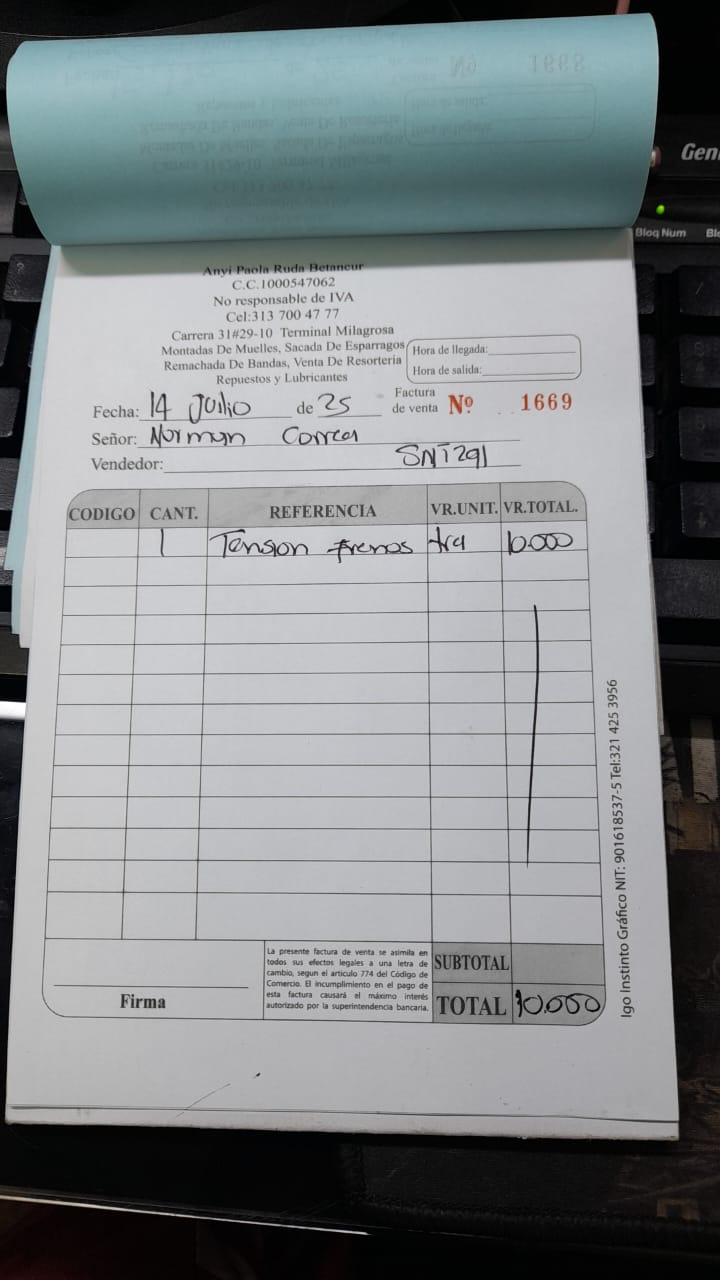 Nº 1668
Geni
Bloq Num Bl
Anyi Paola Ruda Betancur
C.C.1000547062
No responsable de IVA
Cel:313 700 47 77
Carrera 31#29-10 Terminal Milagrosa
Montadas De Muelles, Sacada De Esparragos
Remachada De Bandas, Venta De Resorteria
Repuestos y Lubricantes
Hora de llegada:
Hora de salida:
Fecha: 14 Julio de 25 Factura de venta Nº 1669
Señor: Norman Correa
Vendedor: SNT291
CODIGO CANT. REFERENCIA VR.UNIT. VR.TOTAL.
1 Tension frenos tra 10.000
La presente factura de venta se asimila en
todos sus efectos legales a una letra de
cambio, segun el articulo 774 del Código de
Comercio. El incumplimiento en el pago de
esta factura causará el máximo interés
autorizado por la superintendencia bancaria.
Firma
SUBTOTAL
TOTAL 10.000
Igo Instinto Gráfico NIT: 901618537-5 Tel:321 425 3956